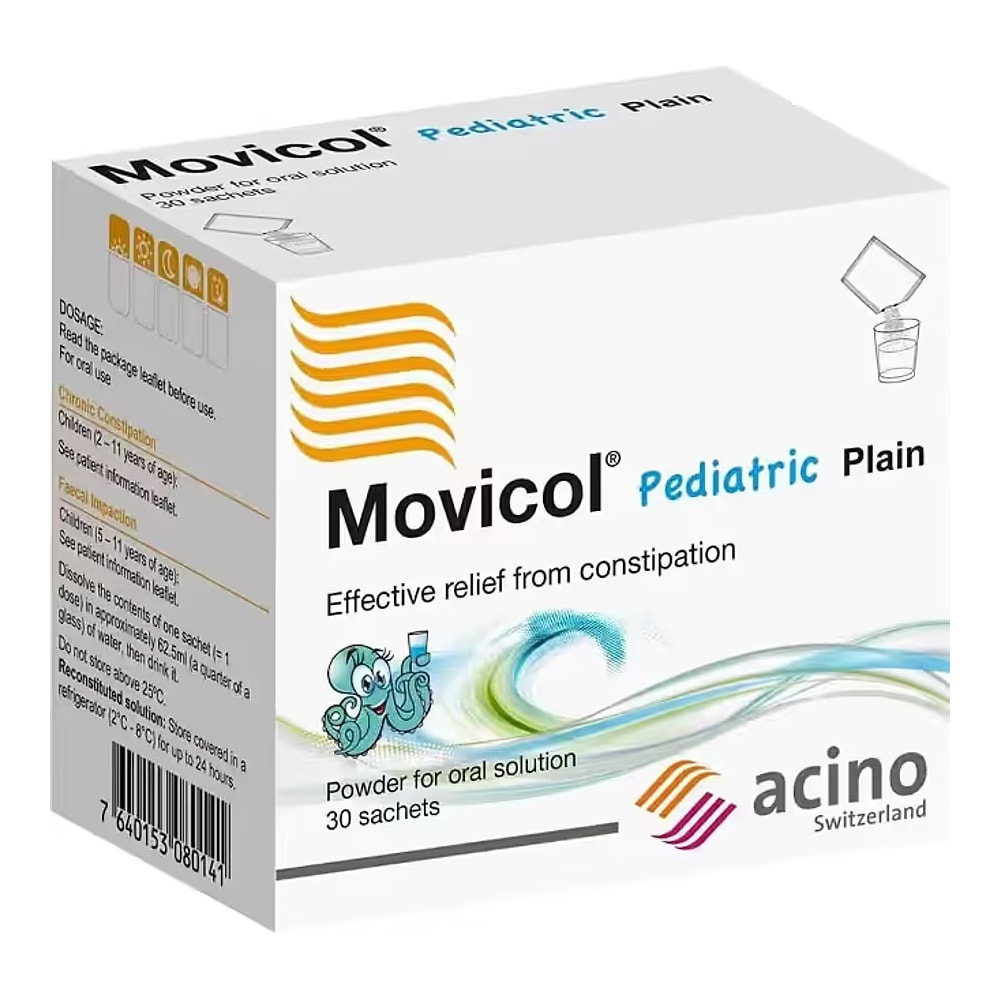 Movicol® Pediatric Plain
Powder for oral solution
30 sachets
DOSAGE:
Read the package leaflet before use.
For oral use
Chronic Constipation
Children (2 – 11 years of age):
See patient information leaflet.
Faecal Impaction
Children (5 – 11 years of age):
See patient information leaflet.
Dissolve the contents of one sachet (= 1
dose) in approximately 62.5ml (a quarter of a
glass) of water, then drink it.
Do not store above 25ºC.
Reconstituted solution: Store covered in a
refrigerator (2°C - 8°C) for up to 24 hours.
7 640153 080141
Movicol® Pediatric Plain
Effective relief from constipation
Powder for oral solution
30 sachets
acino
Switzerland